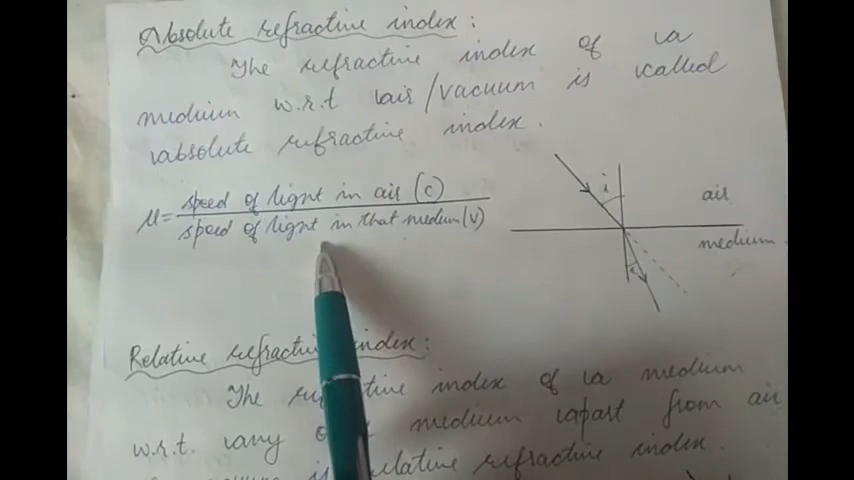 Absolute refractive index:
The refractive index of a
medium w.r.t air/vacuum is called
absolute refractive index.
μ = speed of light in air (c)
speed of light in that medium (v)
i
air
medium
r
Relative refractive index:
The refractive index of a medium
w.r.t. any medium apart from air
is relative refractive index.